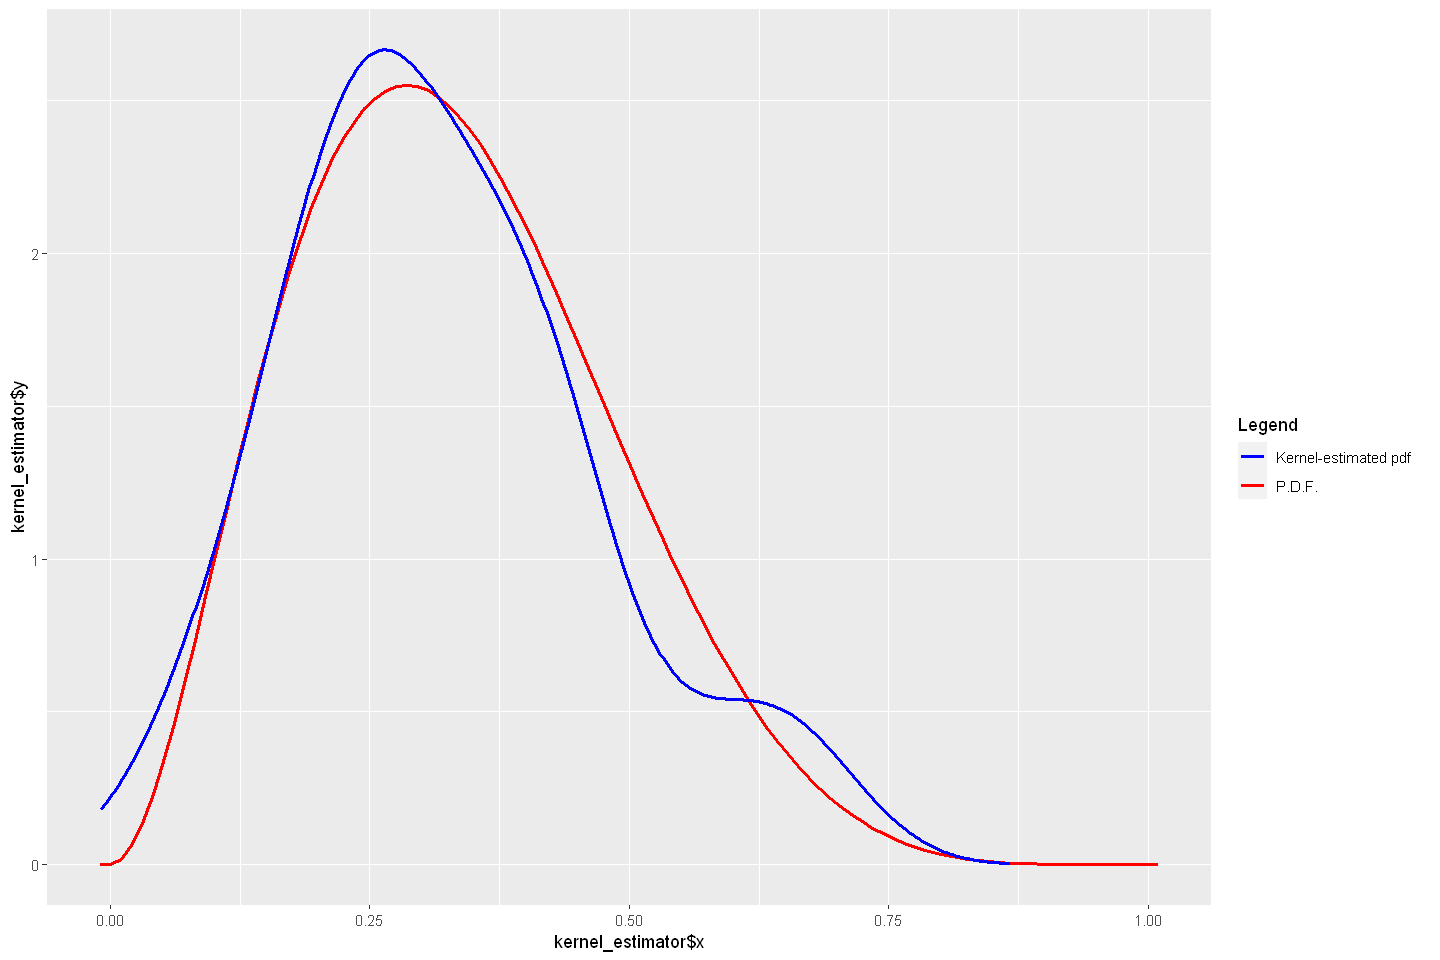 kernel_estimator$y
2
1
0
0.00
0.25
0.50
0.75
1.00
kernel_estimator$x
Legend
Kernel-estimated pdf
P.D.F.